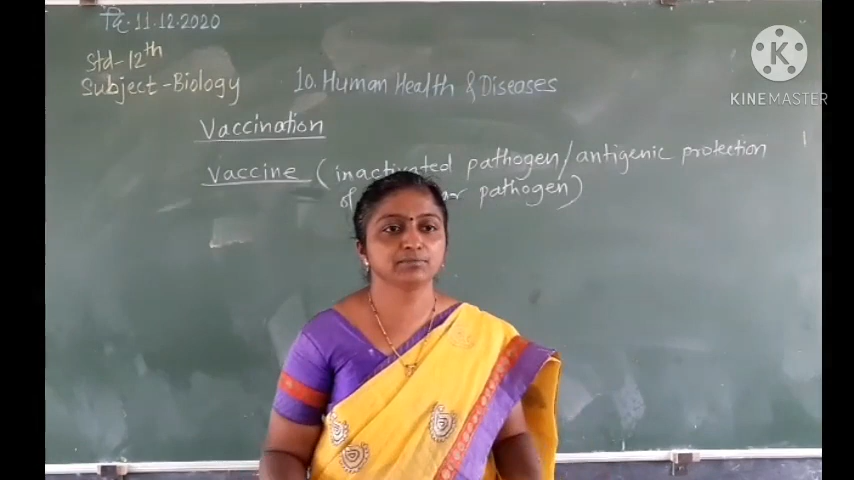 दि. 11.12.2020
Std-12th
Subject-Biology
10. Human Health & Diseases
Vaccination
Vaccine (inactivated pathogen/antigenic protection
of pathogen)
K
KINEMASTER